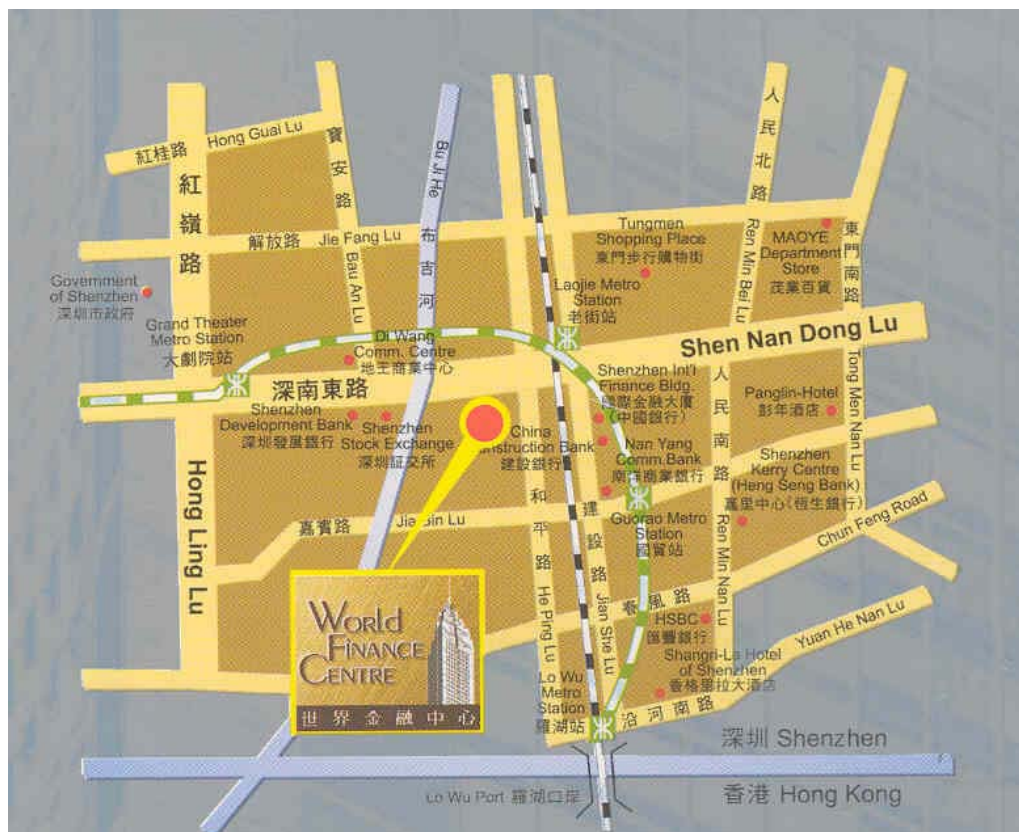 紅桂路 Hong Guai Lu
紅嶺路
寶安路
Bu Ji He 布吉河
人民北路
解放路 Jie Fang Lu
Bau An Lu
Tungmen
Shopping Place
東門步行購物街
Ren Min Bei Lu
MAOYE
Department
Store
茂業百貨
東門南路
Government
of Shenzhen
深圳市政府
Laojie Metro
Station
老街站
Grand Theater
Metro Station
大劇院站
Di Wang
Comm. Centre
地主商業中心
Shen Nan Dong Lu
深南東路
Shenzhen Int'l
Finance Bldg.
國際金融大廈
(中國銀行)
人民南路
Panglin-Hotel
彭年酒店
Tong Men Nan Lu
Shenzhen
Development Bank
深圳發展銀行
Shenzhen
Stock Exchange
深圳証交所
China
Construction Bank
建設銀行
Nan Yang
Comm.Bank
南洋商業銀行
Shenzhen
Kerry Centre
(Heng Seng Bank)
嘉里中心(恆生銀行)
Hong Ling Lu
嘉賓路 Jia Bin Lu
和平路
建設路
Guorao Metro
Station
國貿站
Chun Feng Road
Ren Min Nan Lu
春風路
He Ping Lu
Jian She Lu
HSBC
匯豐銀行
Yuan He Nan Lu
World
Finance
Centre
世界金融中心
Shangri-La Hotel
of Shenzhen
香格里拉大酒店
Lo Wu
Metro
Station
羅湖站
沿河南路
深圳 Shenzhen
Lo Wu Port 羅湖口岸
香港 Hong Kong